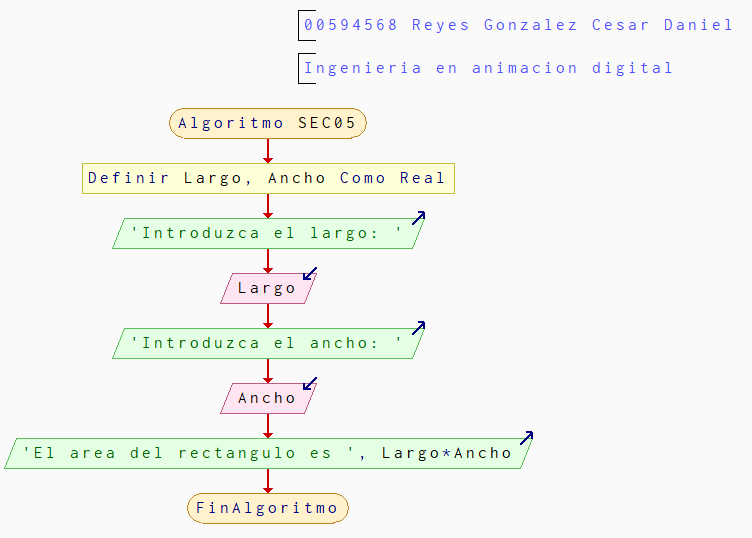 00594568 Reyes Gonzalez Cesar Daniel
Ingenieria en animacion digital
Algoritmo SEC05
Definir Largo, Ancho Como Real
'Introduzca el largo: '
Largo
'Introduzca el ancho: '
Ancho
'El area del rectangulo es ', Largo*Ancho
FinAlgoritmo